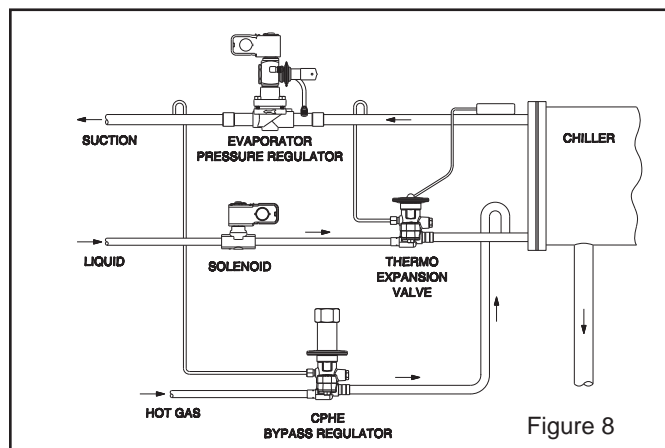 SUCTION
EVAPORATOR
PRESSURE REGULATOR
CHILLER
LIQUID
SOLENOID
THERMO
EXPANSION
VALVE
HOT GAS
CPHE
BYPASS REGULATOR
Figure 8